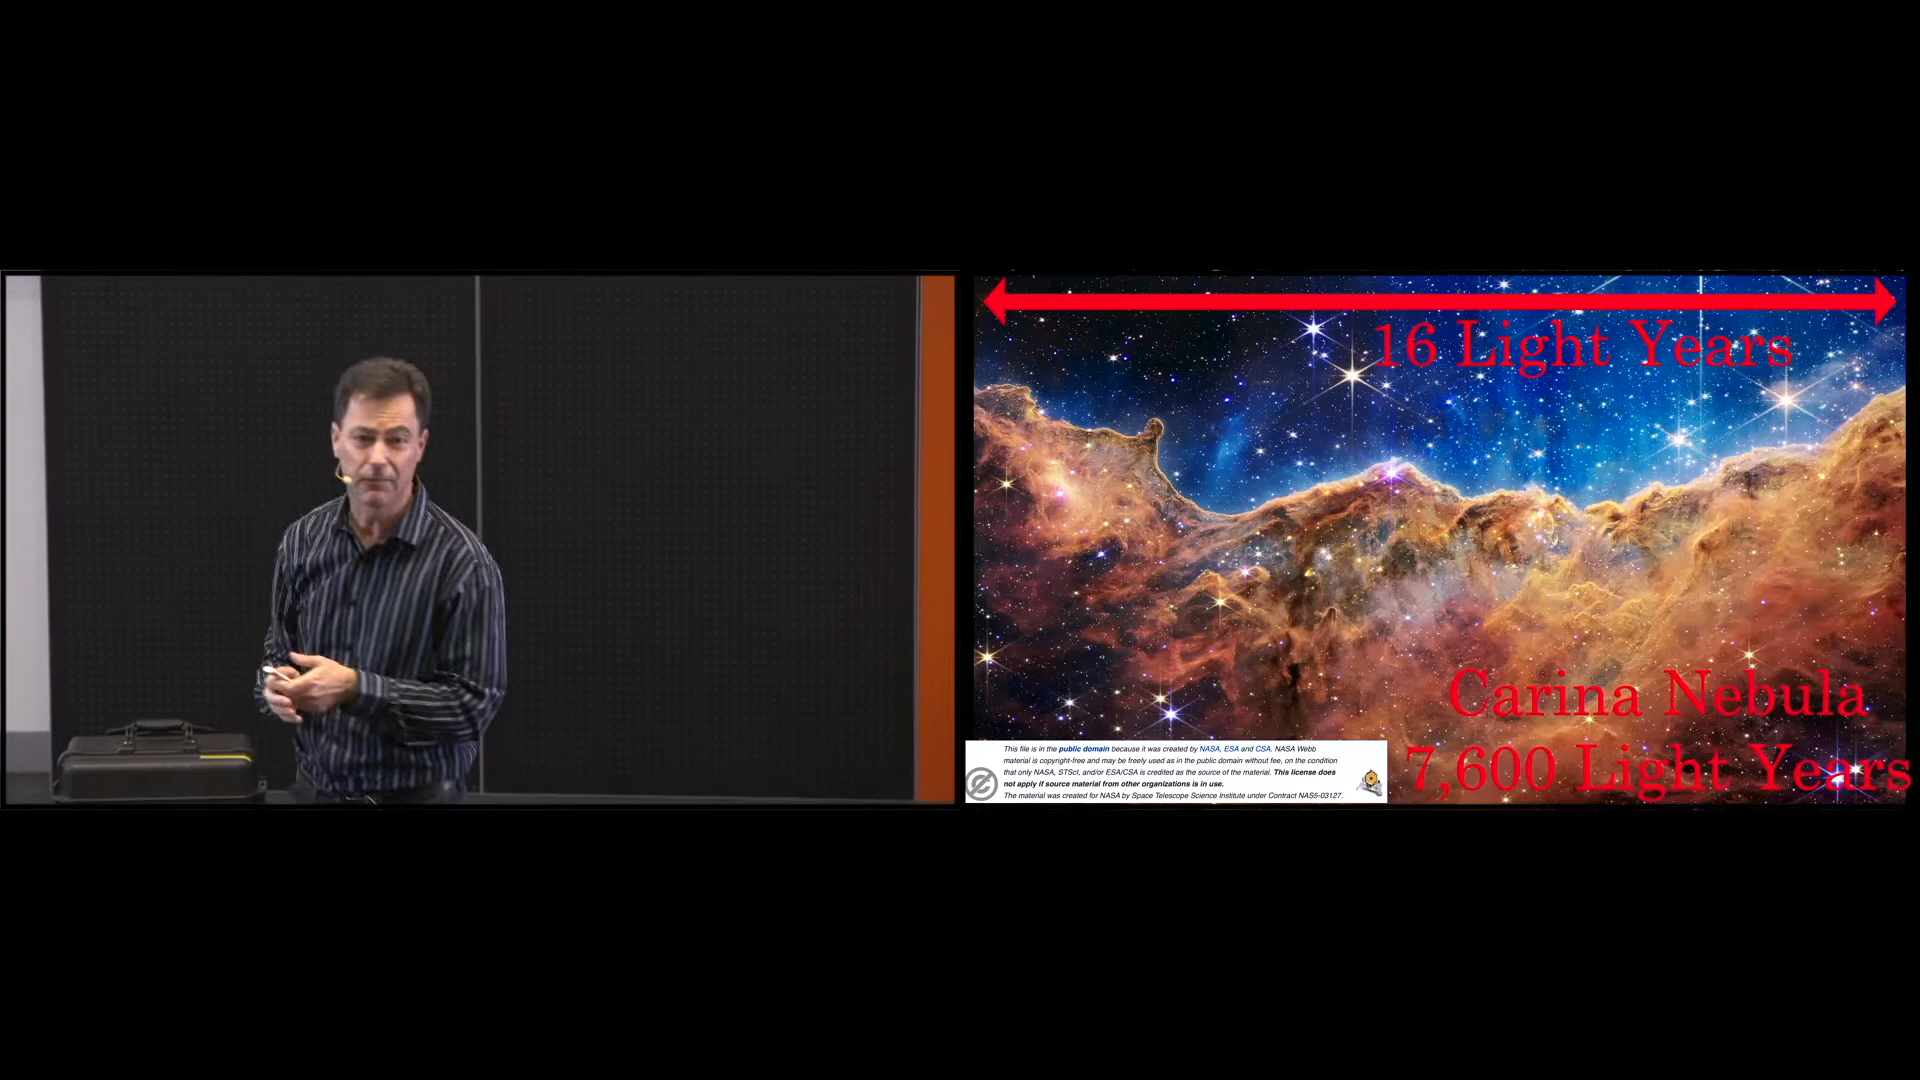 16 Light Years
Carina Nebula
7,600 Light Years
This file is in the public domain because it was created by NASA, ESA and CSA. NASA Webb
material is copyright-free and may be freely used as in the public domain without fee, on the condition
that only NASA, STScI, and/or ESA/CSA is credited as the source of the material. This license does
not apply if source material from other organizations is in use.
The material was created for NASA by Space Telescope Science Institute under Contract NAS5-03127.